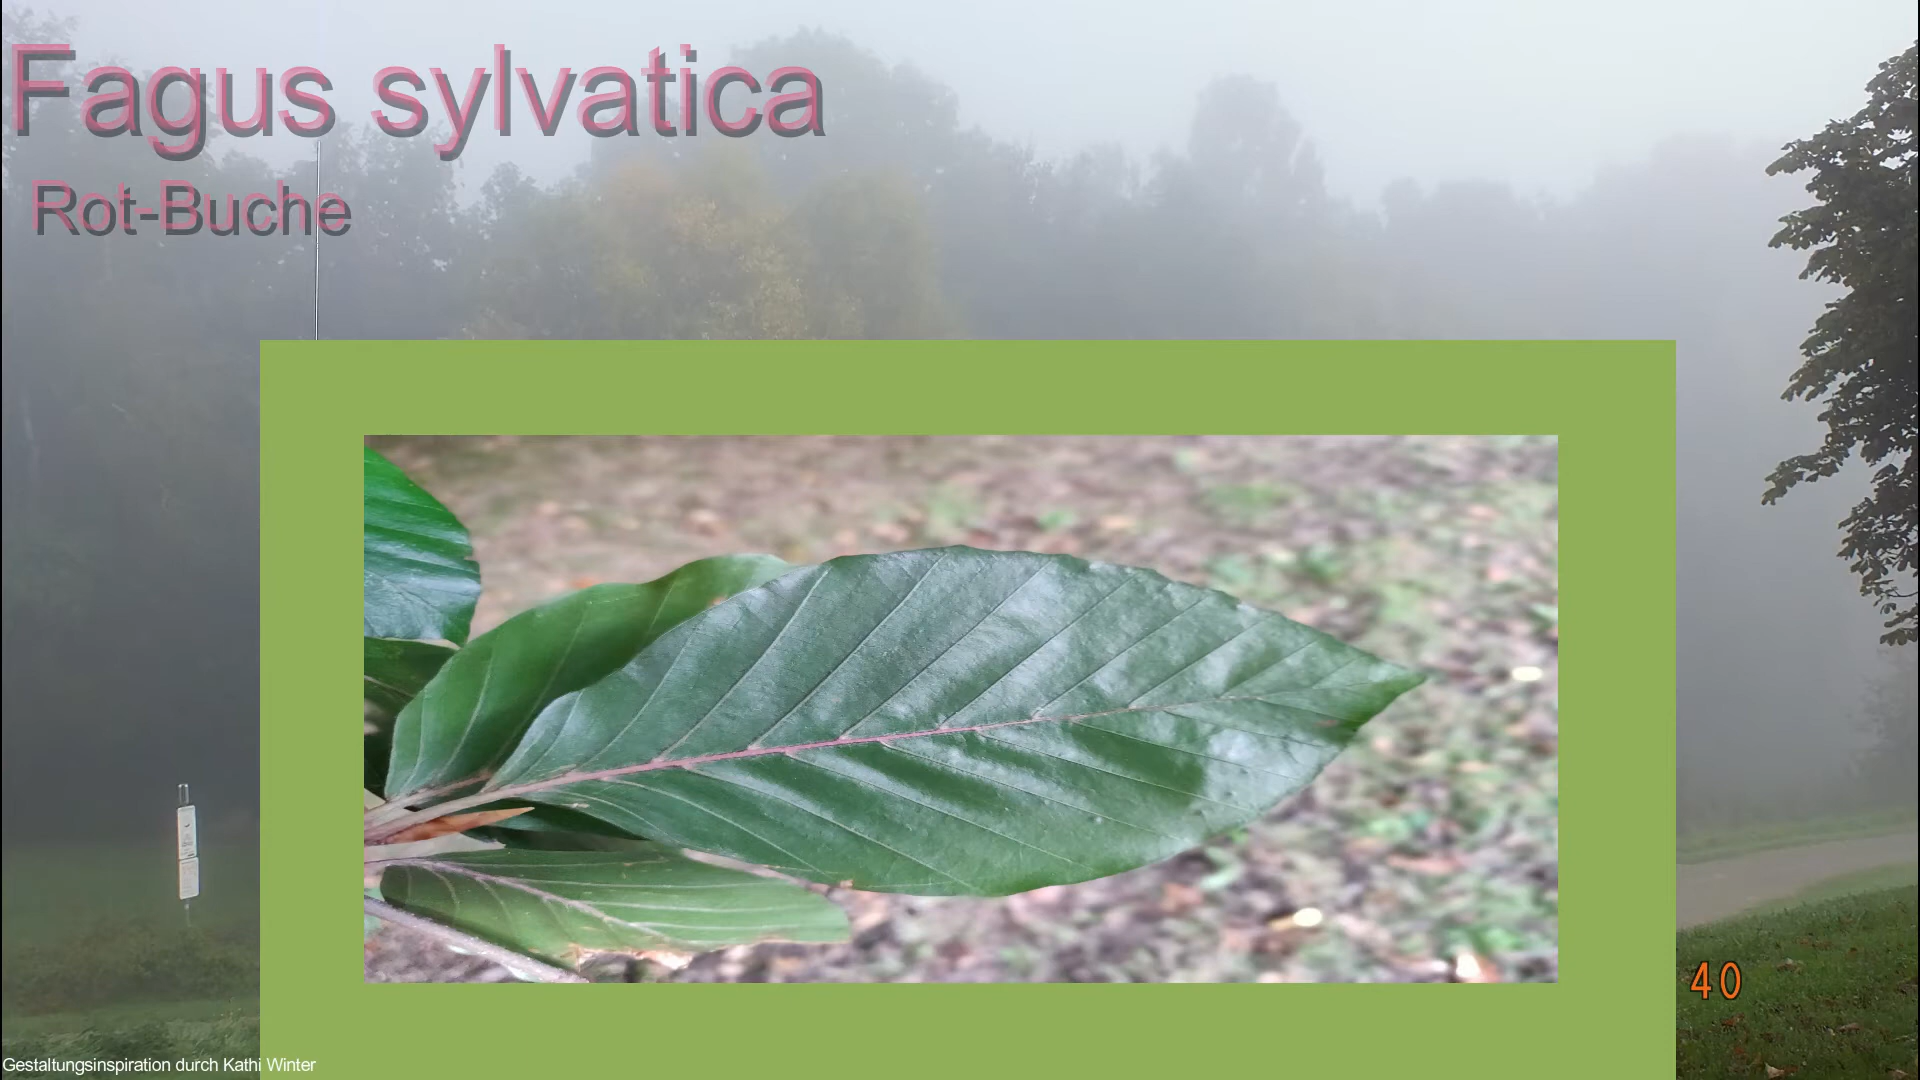 Fagus sylvatica
Rot-Buche
40
Gestaltungsinspiration durch Kathi Winter